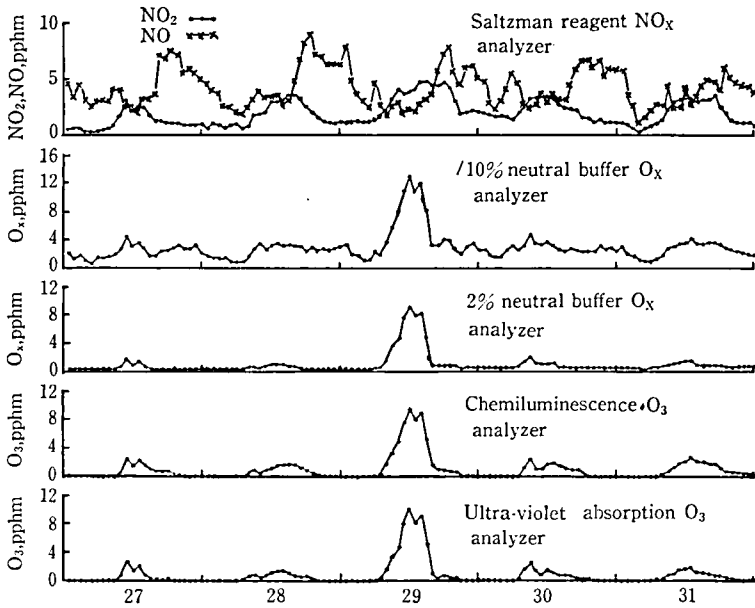 NO₂
NO
Saltzman reagent NOX
analyzer
NO₂,NO,pphm
10
5
0
/10% neutral buffer OX
analyzer
Ox,pphm
16
12
8
4
0
2% neutral buffer OX
analyzer
Ox,pphm
12
8
4
0
Chemiluminescence O₃
analyzer
O₃,pphm
12
8
4
0
Ultra-violet absorption O₃
analyzer
O₃,pphm
12
8
4
0
27 28 29 30 31